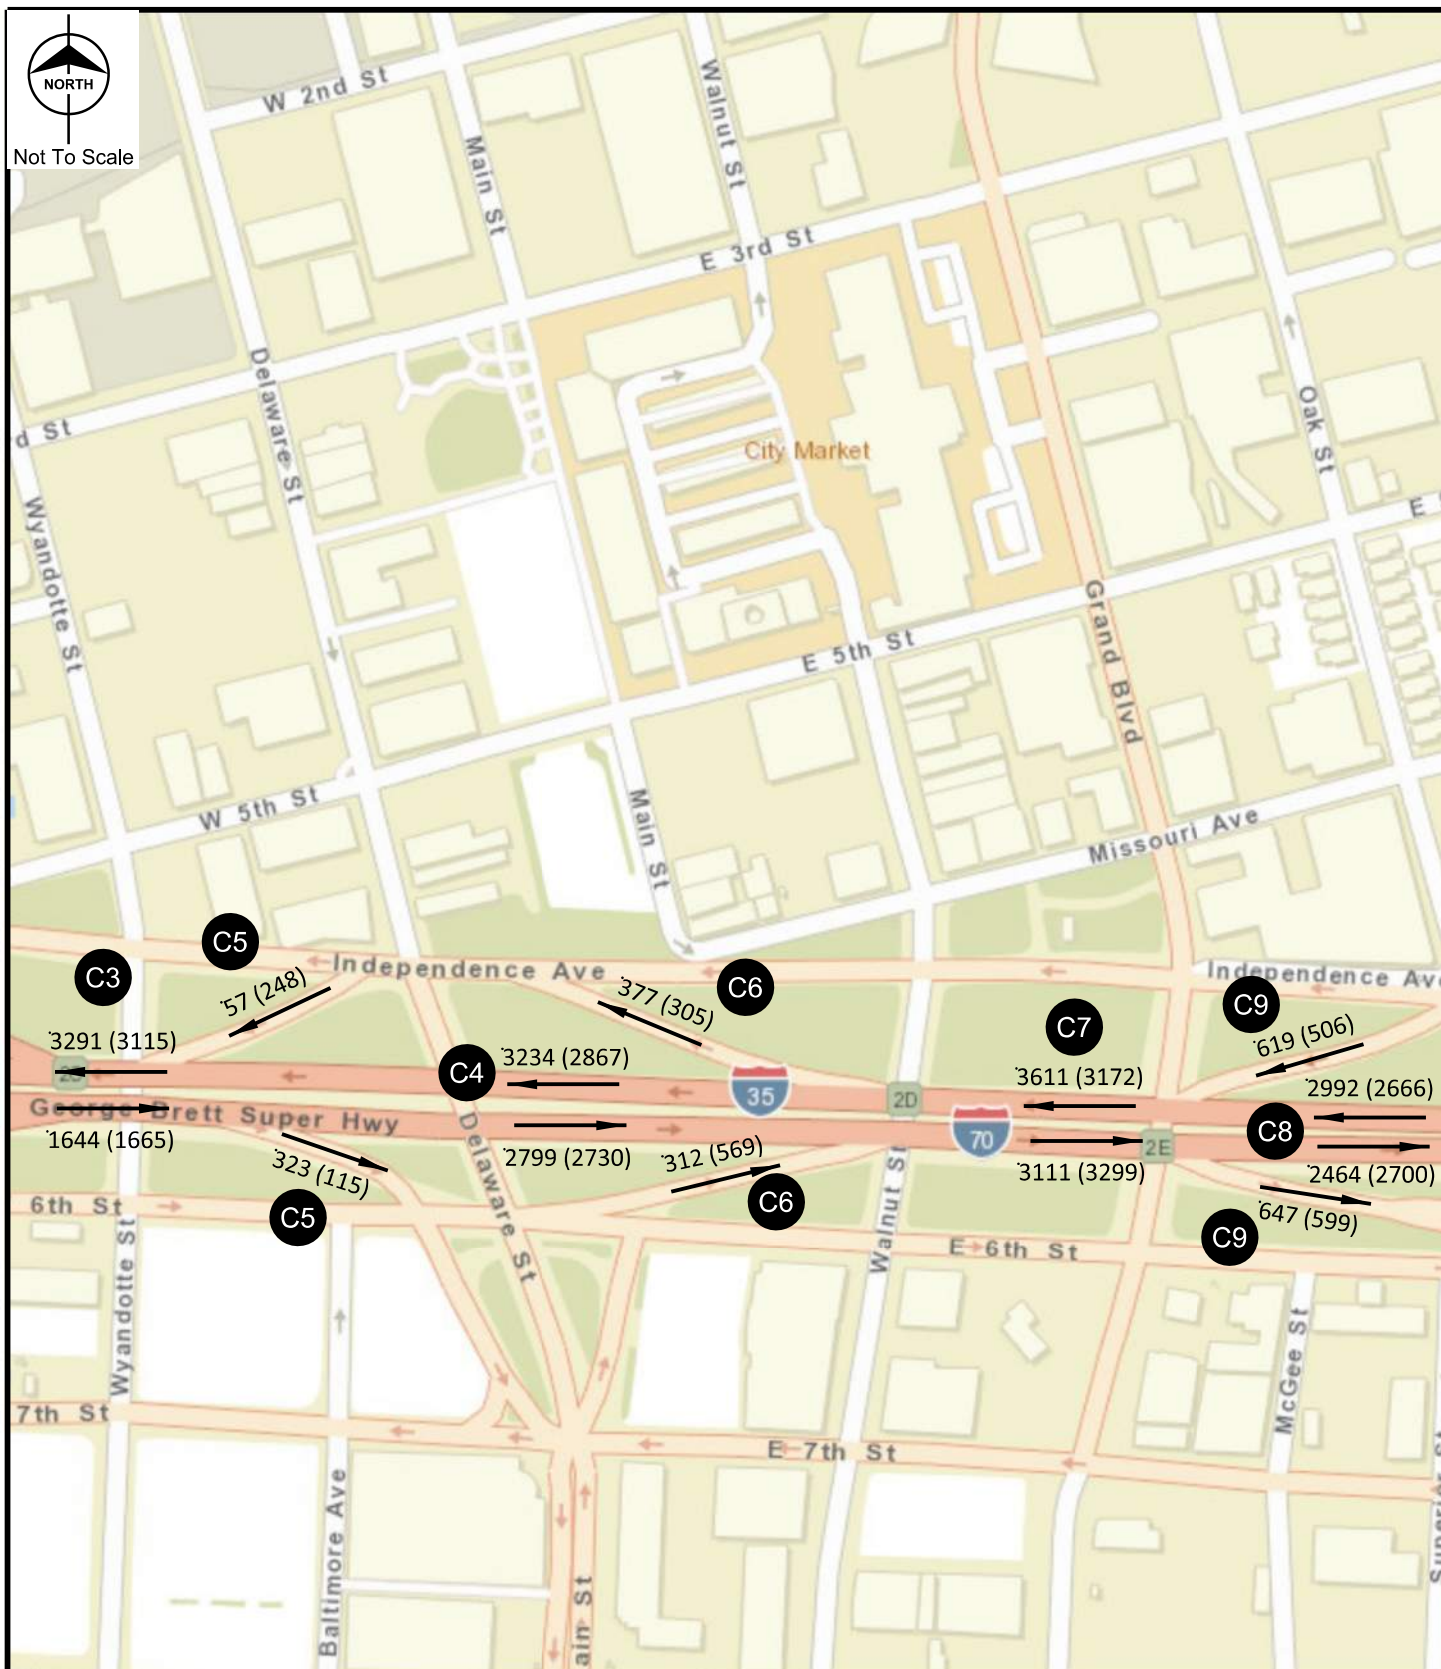 NORTH
Not To Scale
W 2nd St
Main St
Walnut St
E 3rd St
Delaware St
rd St
City Market
Oak St
E
Wyandotte St
Grand Blvd
E 5th St
W 5th St
Main St
Missouri Ave
C5
Independence Ave
C6
Independence Ave
C3
57 (248)
377 (305)
C9
C7
619 (506)
3291 (3115)
C4
3234 (2867)
3611 (3172)
2992 (2666)
35
2D
George Brett Super Hwy
70
2E
C8
1644 (1665)
323 (115)
Delaware St
2799 (2730)
312 (569)
3111 (3299)
2464 (2700)
6th St
C5
C6
Walnut St
647 (599)
C9
E 6th St
Wyandotte St
McGee St
7th St
E 7th St
Baltimore Ave
ain St
Superior St